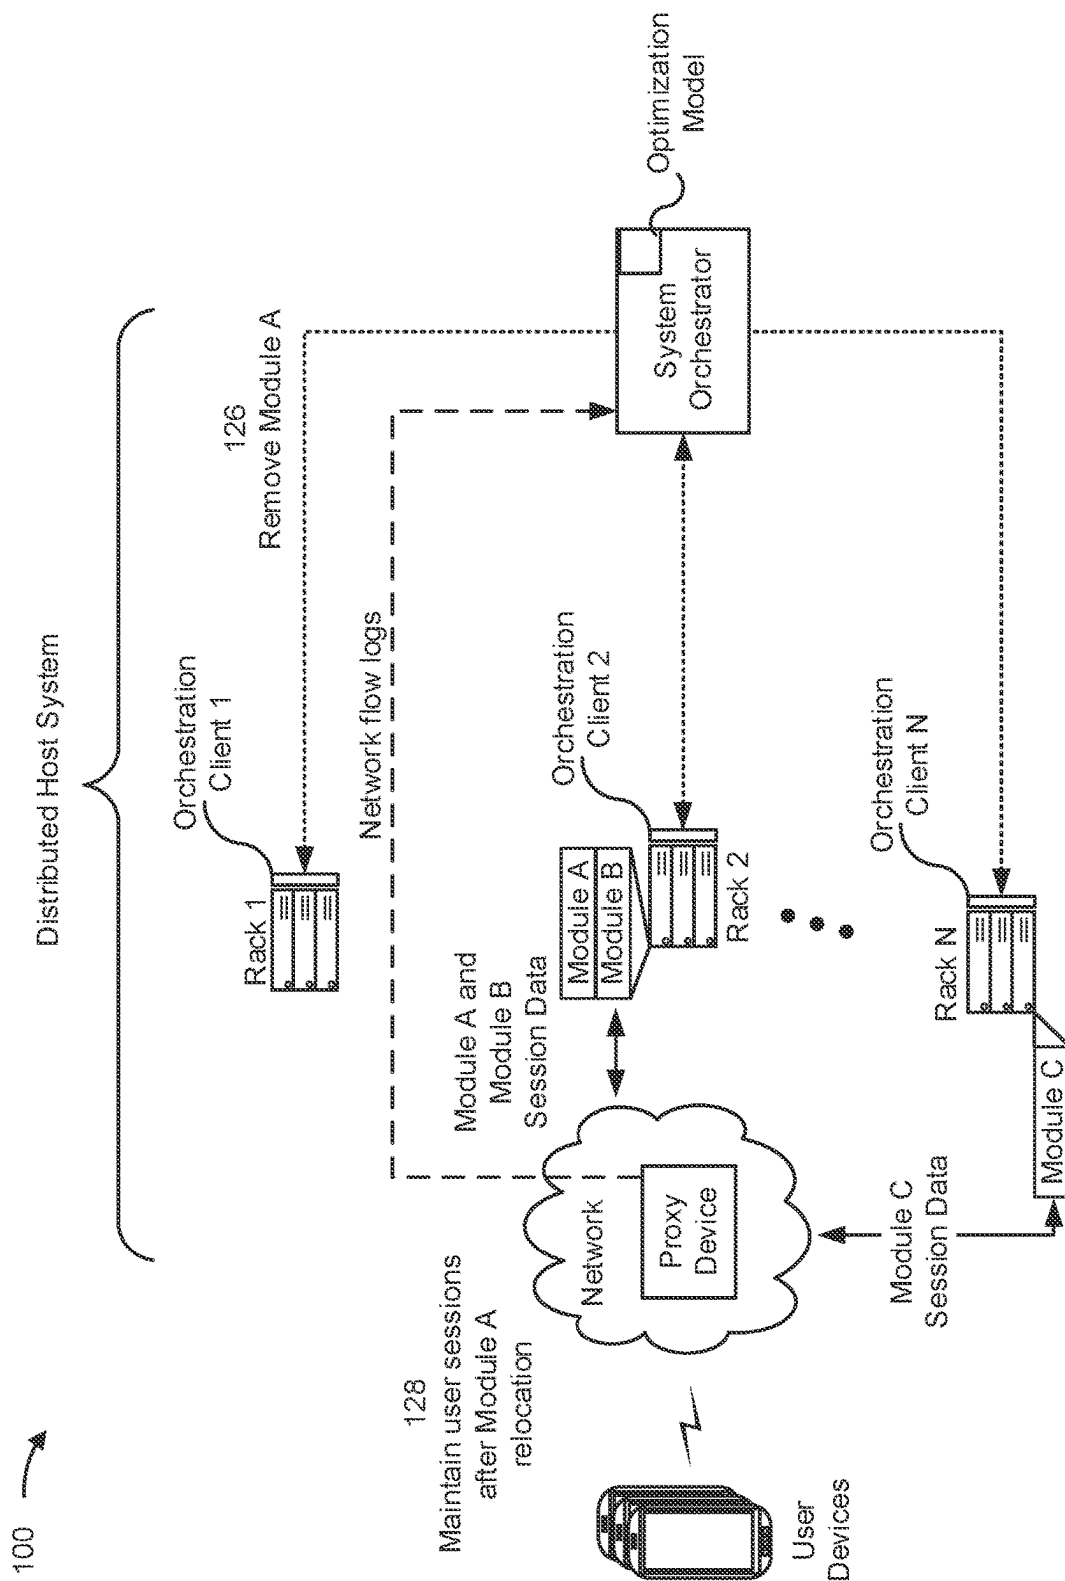 100
Distributed Host System
126
Remove Module A
Orchestration
Client 1
Rack 1
Network flow logs
128
Maintain user sessions
after Module A
relocation
Module A and
Module B
Session Data
Module A
Module B
Orchestration
Client 2
Rack 2
Network
Proxy
Device
System
Orchestrator
Optimization
Model
User
Devices
Module C
Session Data
Module C
Rack N
Orchestration
Client N